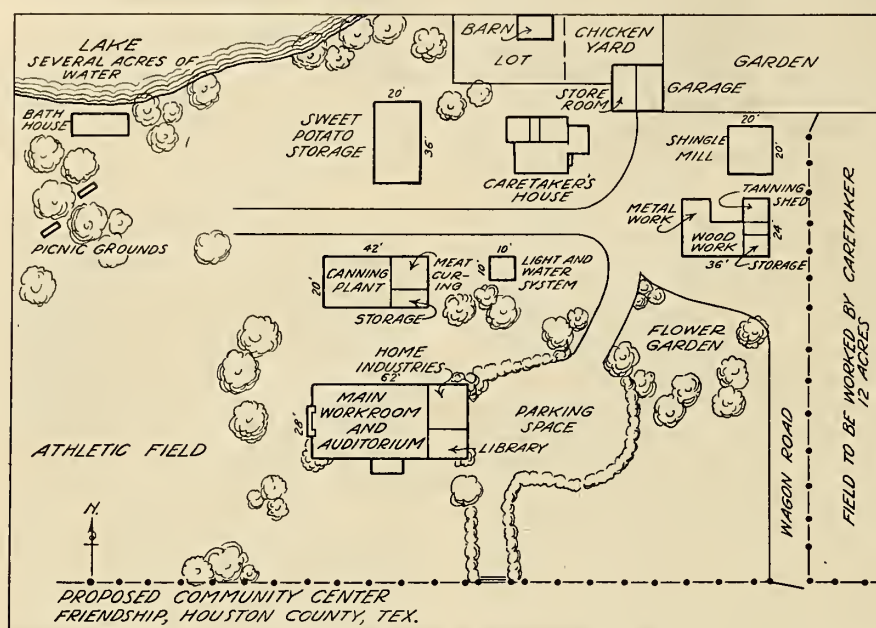 LAKE
SEVERAL ACRES OF
WATER
BATH
HOUSE
PICNIC GROUNDS
SWEET
POTATO
STORAGE
20'
36'
BARN
LOT
CHICKEN
YARD
STORE
ROOM
GARAGE
GARDEN
CARETAKER'S
HOUSE
SHINGLE
MILL
20'
20'
METAL
WORK
TANNING
SHED
WOOD
WORK
24'
36'
STORAGE
42'
20'
CANNING
PLANT
MEAT
CUR-
ING
STORAGE
10'
10'
LIGHT AND
WATER
SYSTEM
FLOWER
GARDEN
HOME
INDUSTRIES
62'
28'
MAIN
WORKROOM
AND
AUDITORIUM
LIBRARY
PARKING
SPACE
ATHLETIC FIELD
WAGON ROAD
FIELD TO BE WORKED BY CARETAKER
12 ACRES
N.
PROPOSED COMMUNITY CENTER
FRIENDSHIP, HOUSTON COUNTY, TEX.